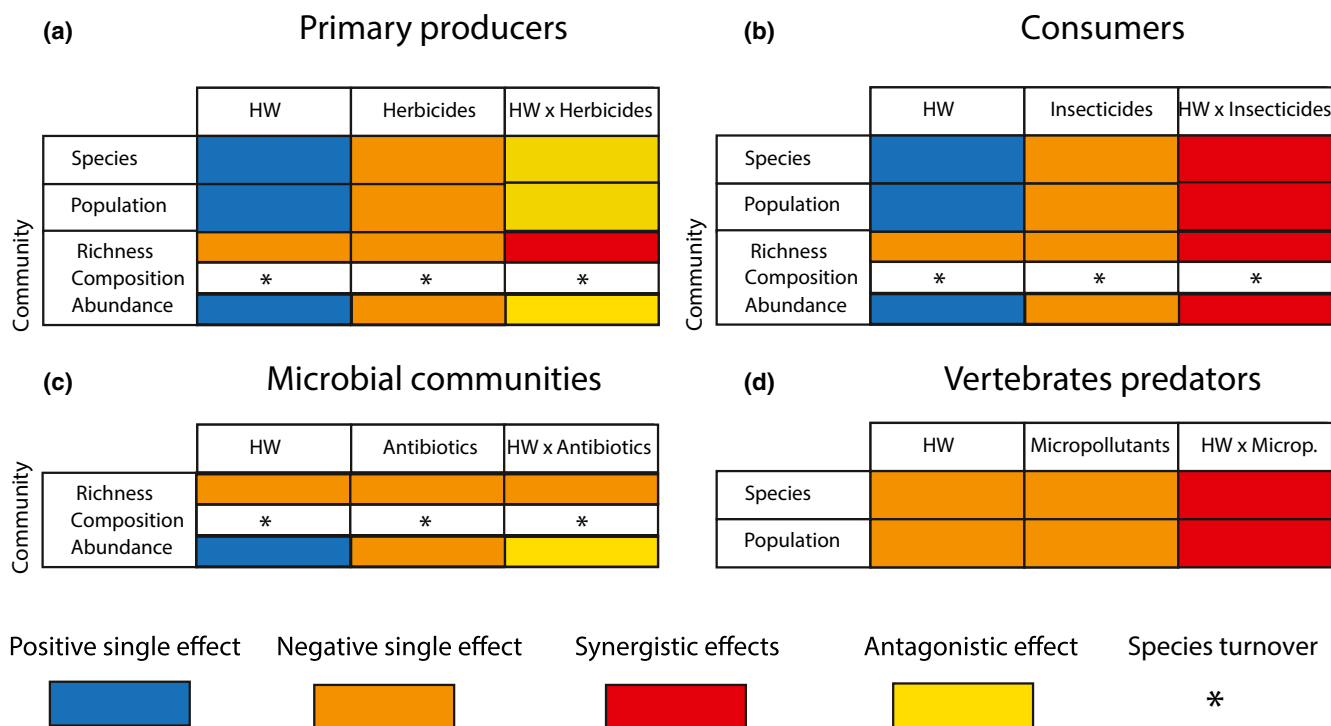 (a) Primary producers
HW Herbicides HW x Herbicides
Species
Population
Community
Richness
Composition * * *
Abundance
(b) Consumers
HW Insecticides HW x Insecticides
Species
Population
Community
Richness
Composition * * *
Abundance
(c) Microbial communities
HW Antibiotics HW x Antibiotics
Community
Richness
Composition * * *
Abundance
(d) Vertebrates predators
HW Micropollutants HW x Microp.
Species
Population
Positive single effect Negative single effect Synergistic effects Antagonistic effect Species turnover
*